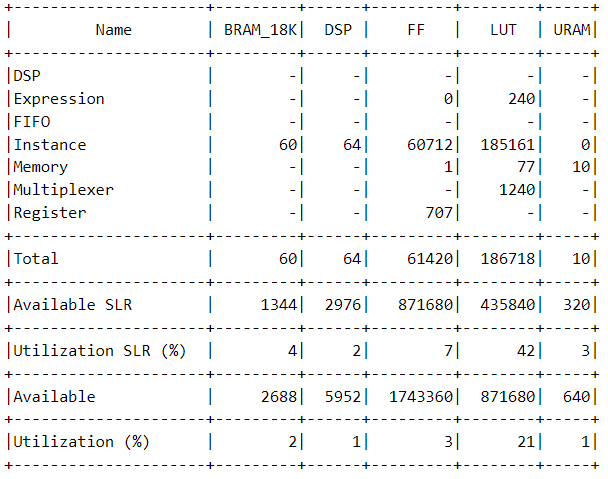 +---------------------+---------+------+---------+--------+-----+
|         Name        | BRAM_18K|  DSP |    FF   |   LUT  | URAM|
+---------------------+---------+------+---------+--------+-----+
|DSP                  |        -|     -|        -|       -|    -|
|Expression           |        -|     -|        0|     240|    -|
|FIFO                 |        -|     -|        -|       -|    -|
|Instance             |       60|    64|    60712|  185161|    0|
|Memory               |        -|     -|        1|      77|   10|
|Multiplexer          |        -|     -|        -|    1240|    -|
|Register             |        -|     -|      707|       -|    -|
+---------------------+---------+------+---------+--------+-----+
|Total                |       60|    64|    61420|  186718|   10|
+---------------------+---------+------+---------+--------+-----+
|Available SLR        |     1344|  2976|   871680|  435840|  320|
+---------------------+---------+------+---------+--------+-----+
|Utilization SLR (%)  |        4|     2|        7|      42|    3|
+---------------------+---------+------+---------+--------+-----+
|Available            |     2688|  5952|  1743360|  871680|  640|
+---------------------+---------+------+---------+--------+-----+
|Utilization (%)      |        2|     1|        3|      21|    1|
+---------------------+---------+------+---------+--------+-----+